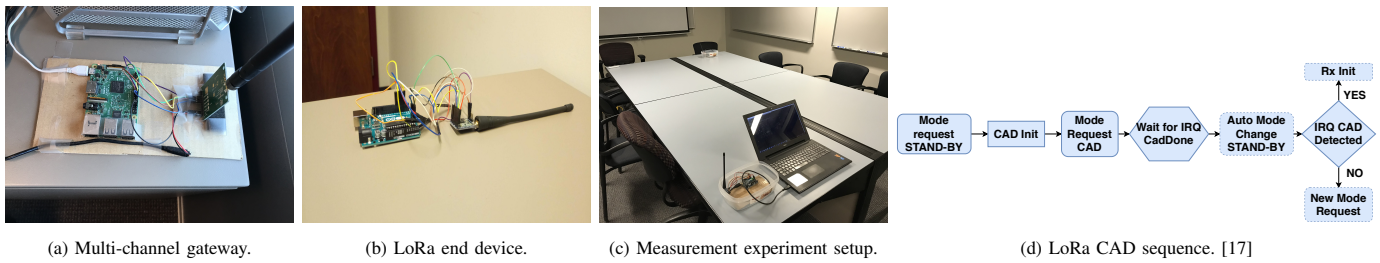 Mode
request
STAND-BY
CAD Init
Mode
Request
CAD
Wait for IRQ
CadDone
Auto Mode
Change
STAND-BY
IRQ CAD
Detected
Rx Init
YES
NO
New Mode
Request
(a) Multi-channel gateway.
(b) LoRa end device.
(c) Measurement experiment setup.
(d) LoRa CAD sequence. [17]